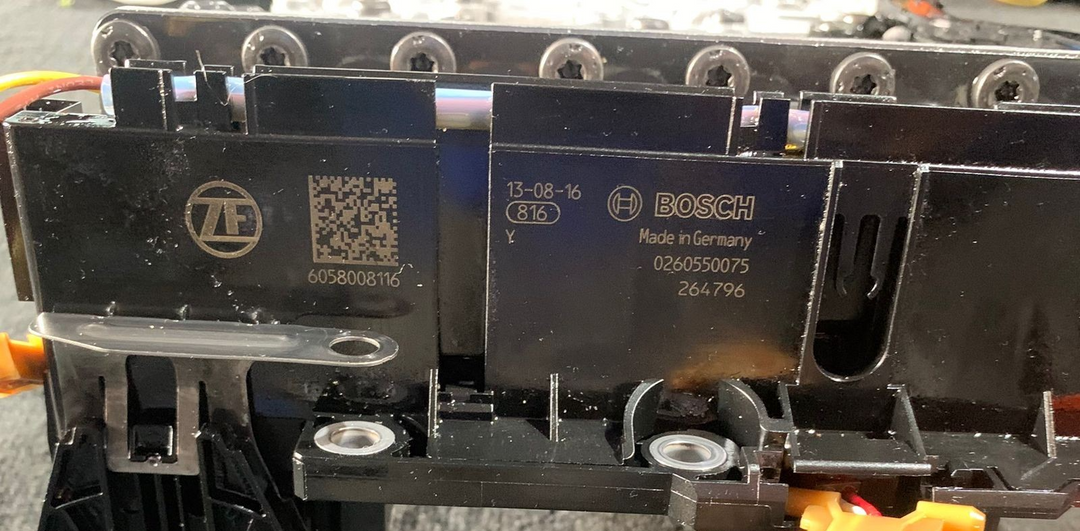 ZF
6058008116
13-08-16
816
Y
BOSCH
Made in Germany
0260550075
264796